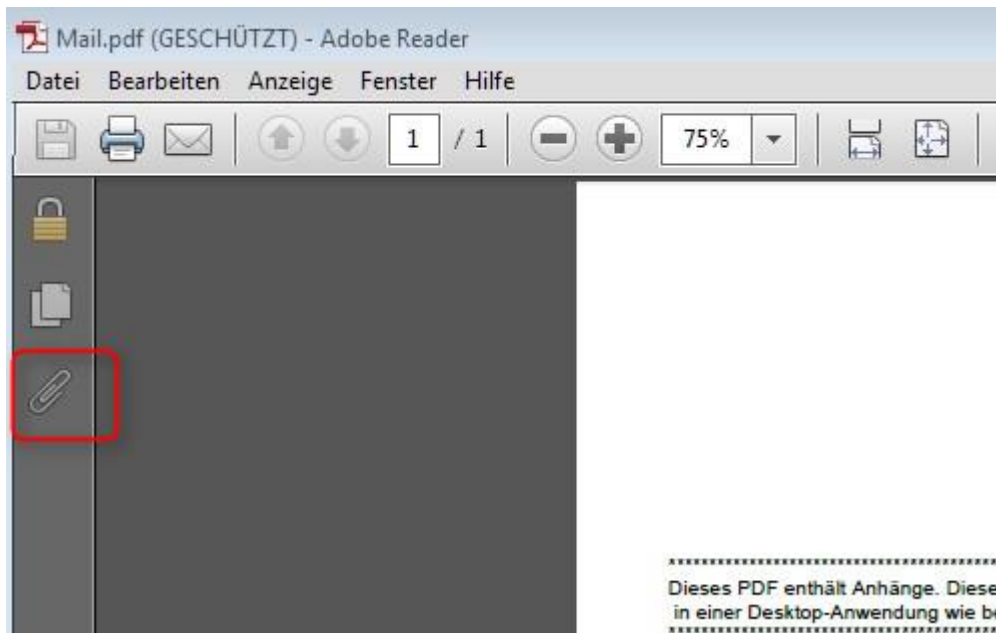 Mail.pdf (GESCHÜTZT) - Adobe Reader
Datei Bearbeiten Anzeige Fenster Hilfe
1 / 1 75%
****************************************
Dieses PDF enthält Anhänge. Diese
in einer Desktop-Anwendung wie
****************************************